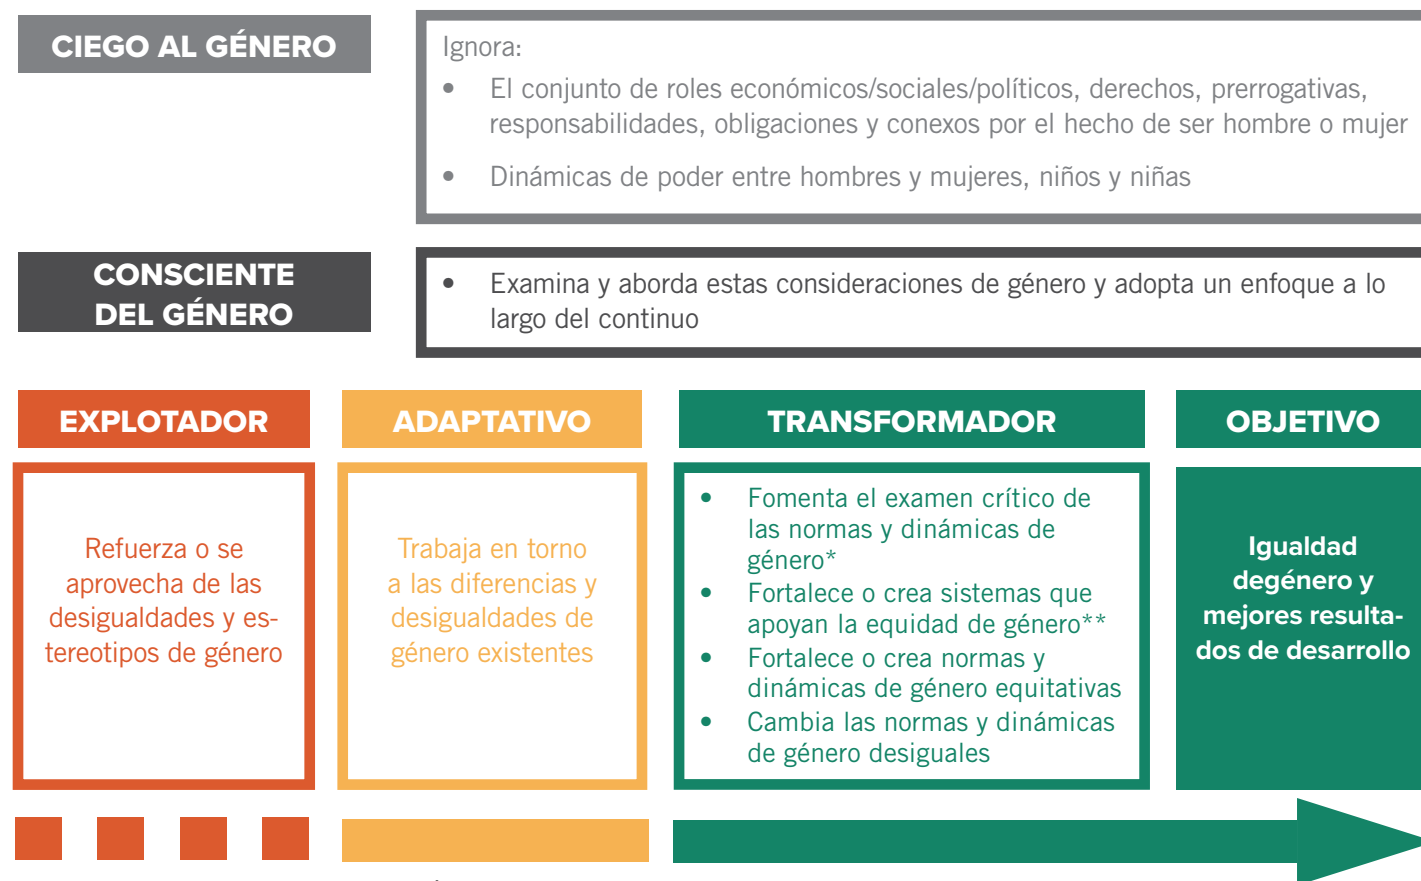 CIEGO AL GÉNERO
Ignora:
• El conjunto de roles económicos/sociales/políticos, derechos, prerrogativas,
responsabilidades, obligaciones y conexos por el hecho de ser hombre o mujer
• Dinámicas de poder entre hombres y mujeres, niños y niñas
CONSCIENTE
DEL GÉNERO
• Examina y aborda estas consideraciones de género y adopta un enfoque a lo
largo del continuo
EXPLOTADOR
Refuerza o se
aprovecha de las
desigualdades y es-
tereotipos de género
ADAPTATIVO
Trabaja en torno
a las diferencias y
desigualdades de
género existentes
TRANSFORMADOR
• Fomenta el examen crítico de
las normas y dinámicas de
género*
• Fortalece o crea sistemas que
apoyan la equidad de género**
• Fortalece o crea normas y
dinámicas de género equitativas
• Cambia las normas y dinámicas
de género desiguales
OBJETIVO
Igualdad
degénero y
mejores resulta-
dos de desarrollo